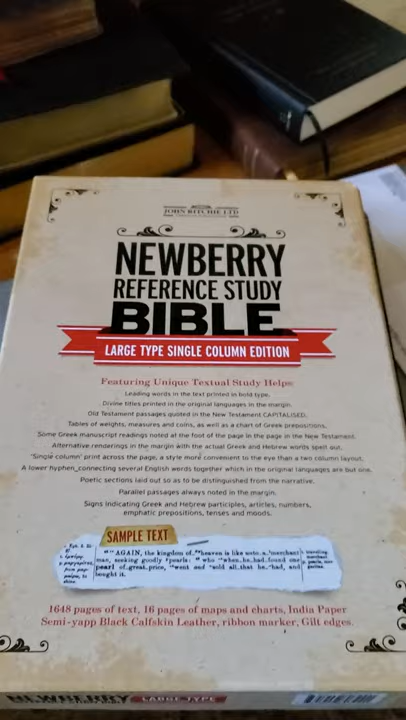 JOHN RITCHIE LTD
NEWBERRY
REFERENCE STUDY
BIBLE
LARGE TYPE SINGLE COLUMN EDITION
Featuring Unique Textual Study Helps:
Leading words in the text printed in bold type.
Divine titles printed in the original languages in the margin.
Old Testament passages quoted in the New Testament CAPITALISED.
Tables of weights, measures and coins, as well as a chart of Greek prepositions.
Some Greek manuscript readings noted at the foot of the page in the page in the New Testament.
Alternative renderings in the margin with the actual Greek and Hebrew words spelt out.
'Single column' print across the page, a style more convenient to the eye than a two column layout.
A lower hyphen_connecting several English words together which in the original languages are but one.
Poetic sections laid out so as to be distinguished from the narrative.
Parallel passages always noted in the margin.
Signs indicating Greek and Hebrew participles, articles, numbers,
emphatic prepositions, tenses and moods.
SAMPLE TEXT
AGAIN, the kingdom of heaven is like unto a merchant
man, seeking goodly pearls: who when he had found one
pearl of great price, went and sold all that he had, and
bought it.
1648 pages of text, 16 pages of maps and charts, India Paper
Semi-yapp Black Calfskin Leather, ribbon marker, Gilt edges.
NEWBERRY LARGE TYPE